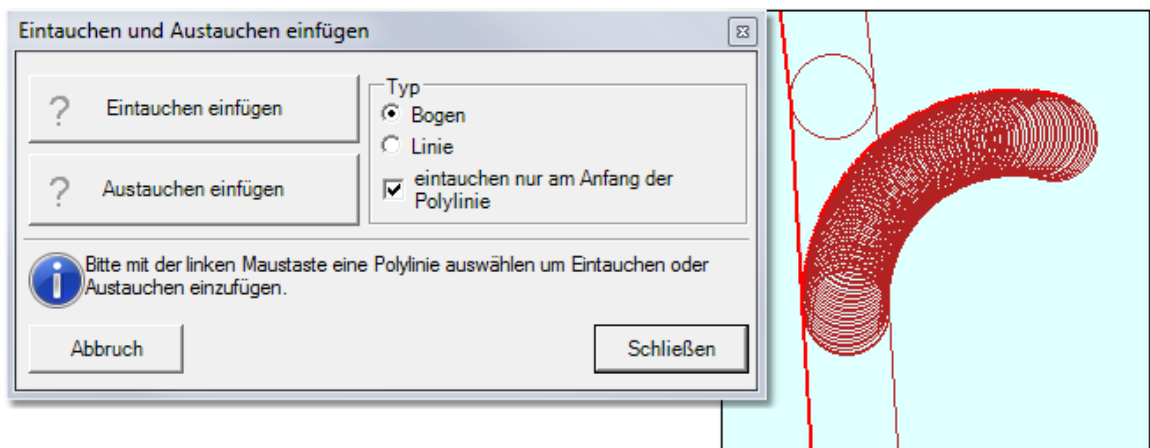 Eintauchen und Austauchen einfügen
? Eintauchen einfügen
? Austauchen einfügen
Typ
Bogen
Linie
eintauchen nur am Anfang der
Polylinie
Bitte mit der linken Maustaste eine Polylinie auswählen um Eintauchen oder
Austauchen einzufügen.
Abbruch
Schließen